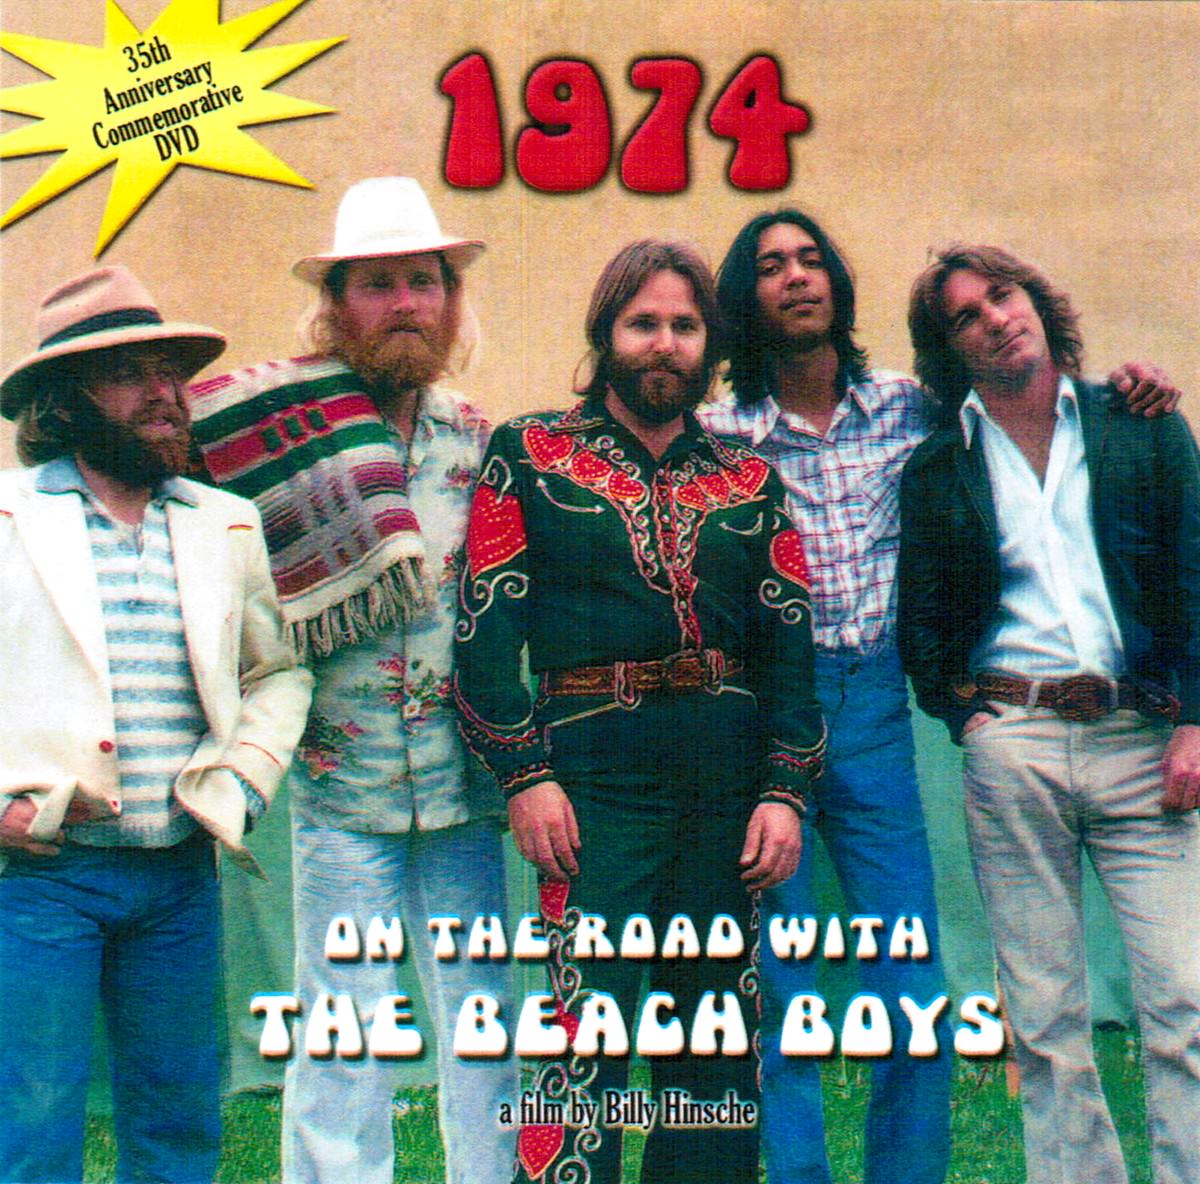 35th
Anniversary
Commemorative
DVD
1974
ON THE ROAD WITH
THE BEACH BOYS
a film by Billy Hinsche